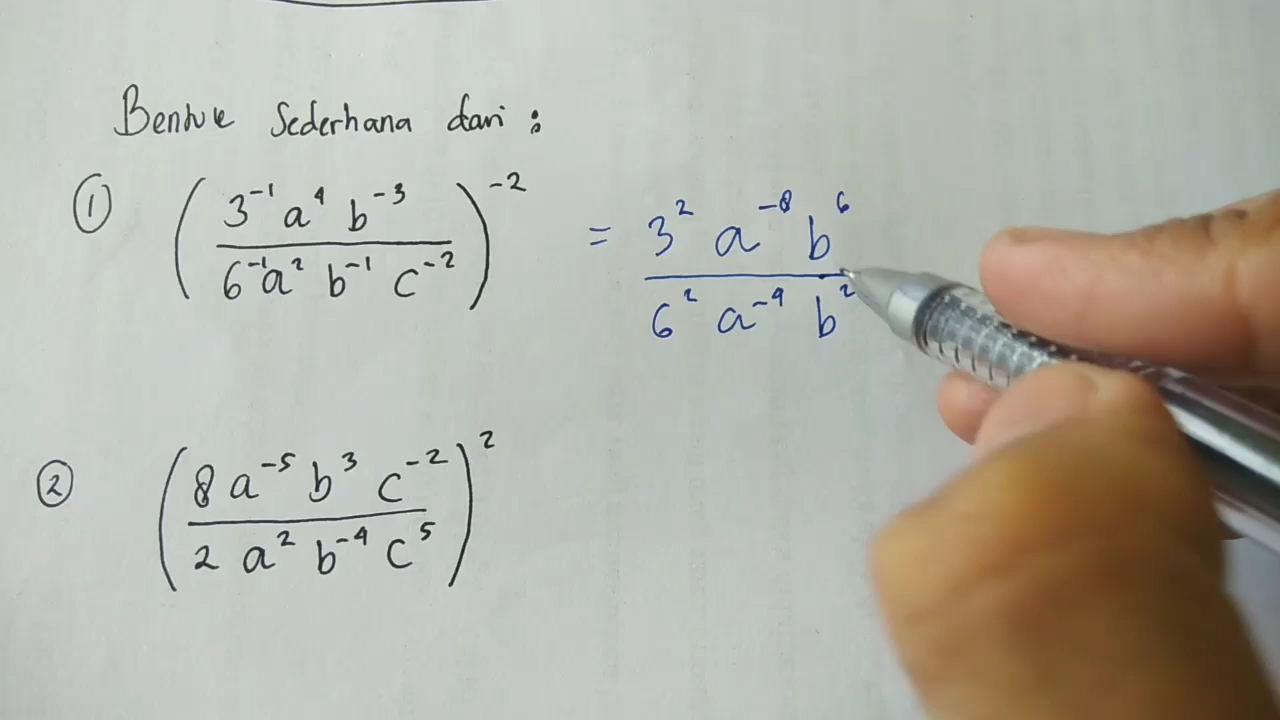 Bentuk Sederhana dari :
① (3⁻¹ a⁴ b⁻³ / 6⁻¹ a² b⁻¹ c⁻²)⁻² = 3² a⁻⁸ b⁶ / 6² a⁻⁴ b²
② (8 a⁻⁵ b³ c⁻² / 2 a² b⁻⁴ c⁵)²